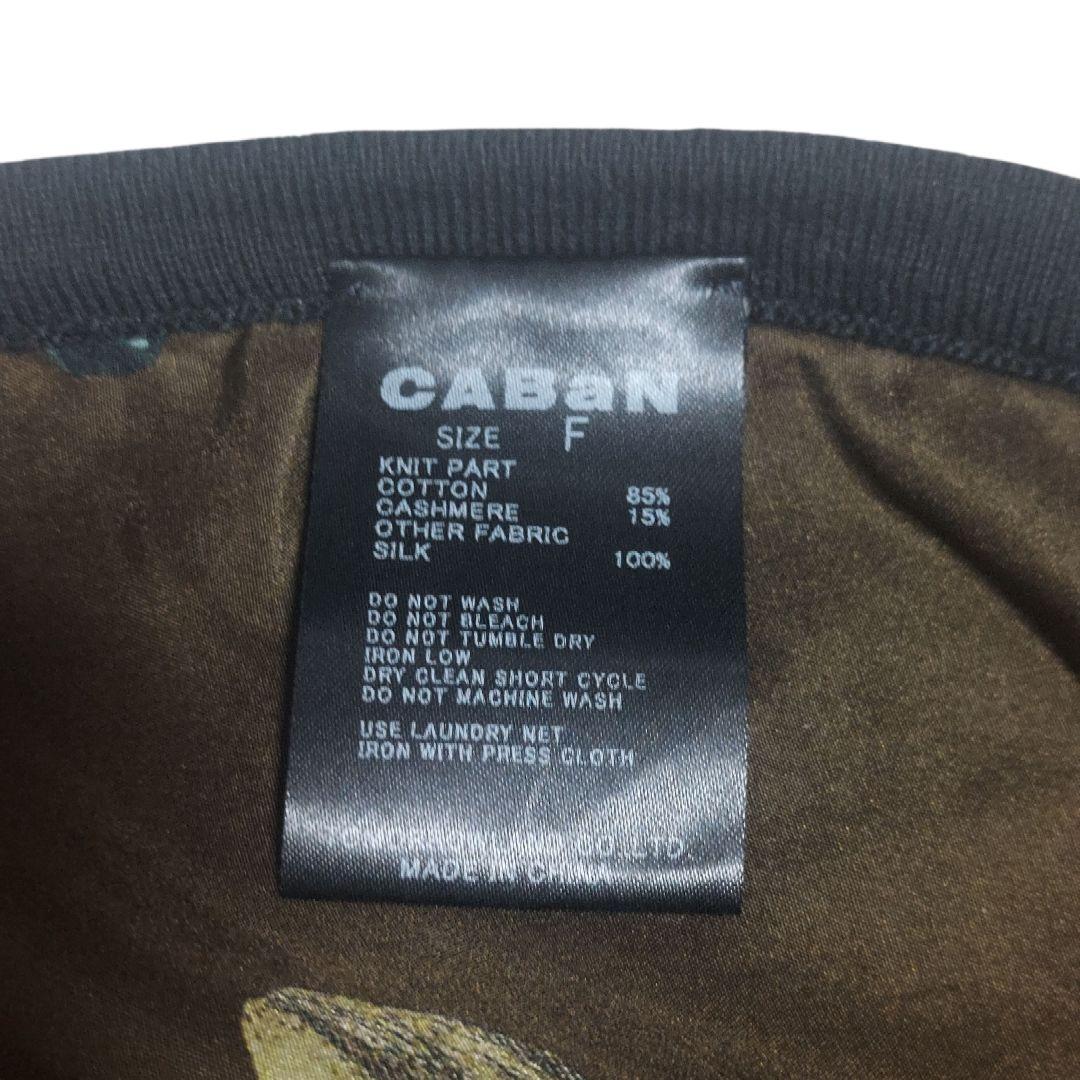 CABaN
SIZE F
KNIT PART
COTTON 85%
CASHMERE 15%
OTHER FABRIC
SILK 100%
DO NOT WASH
DO NOT BLEACH
DO NOT TUMBLE DRY
IRON LOW
DRY CLEAN SHORT CYCLE
DO NOT MACHINE WASH
USE LAUNDRY NET
IRON WITH PRESS CLOTH
CO.,LTD.
MADE IN CHINA